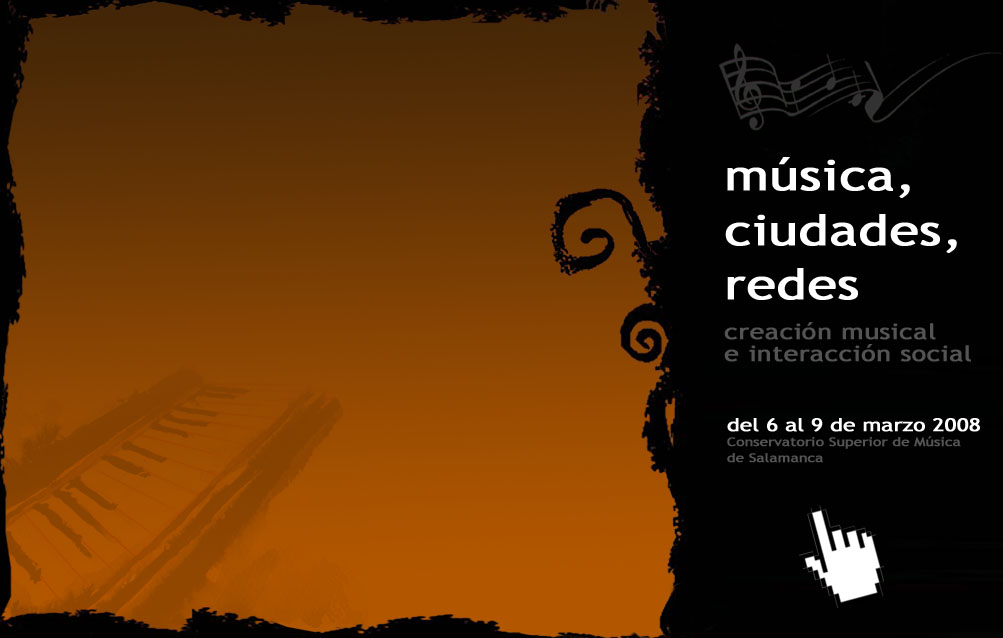 música,
ciudades,
redes
creación musical
e interacción social
del 6 al 9 de marzo 2008
Conservatorio Superior de Música
de Salamanca